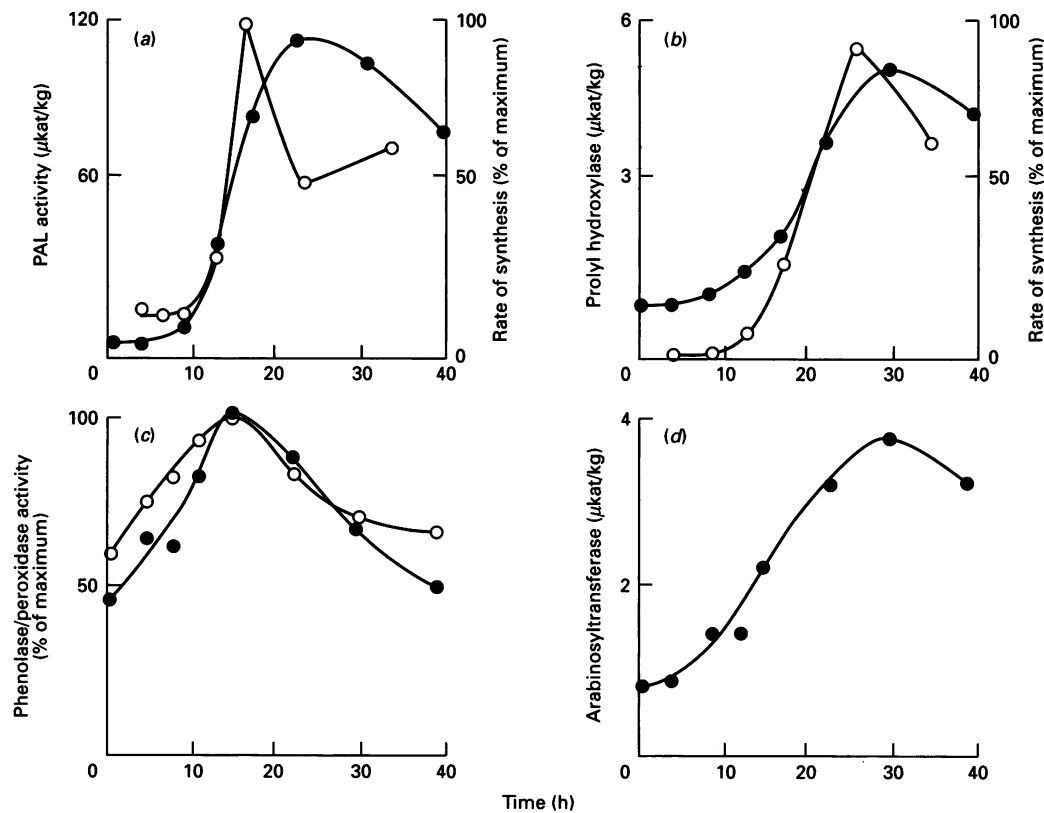 120
(a)
100
PAL activity (μkat/kg)
60
50
Rate of synthesis (% of maximum)
0
0
10
20
30
40
6
(b)
100
Prolyl hydroxylase (μkat/kg)
3
50
Rate of synthesis (% of maximum)
0
0
10
20
30
40
100
(c)
Phenolase/peroxidase activity
(% of maximum)
50
0
10
20
30
40
4
(d)
Arabinosyltransferase (μkat/kg)
2
0
10
20
30
40
Time (h)